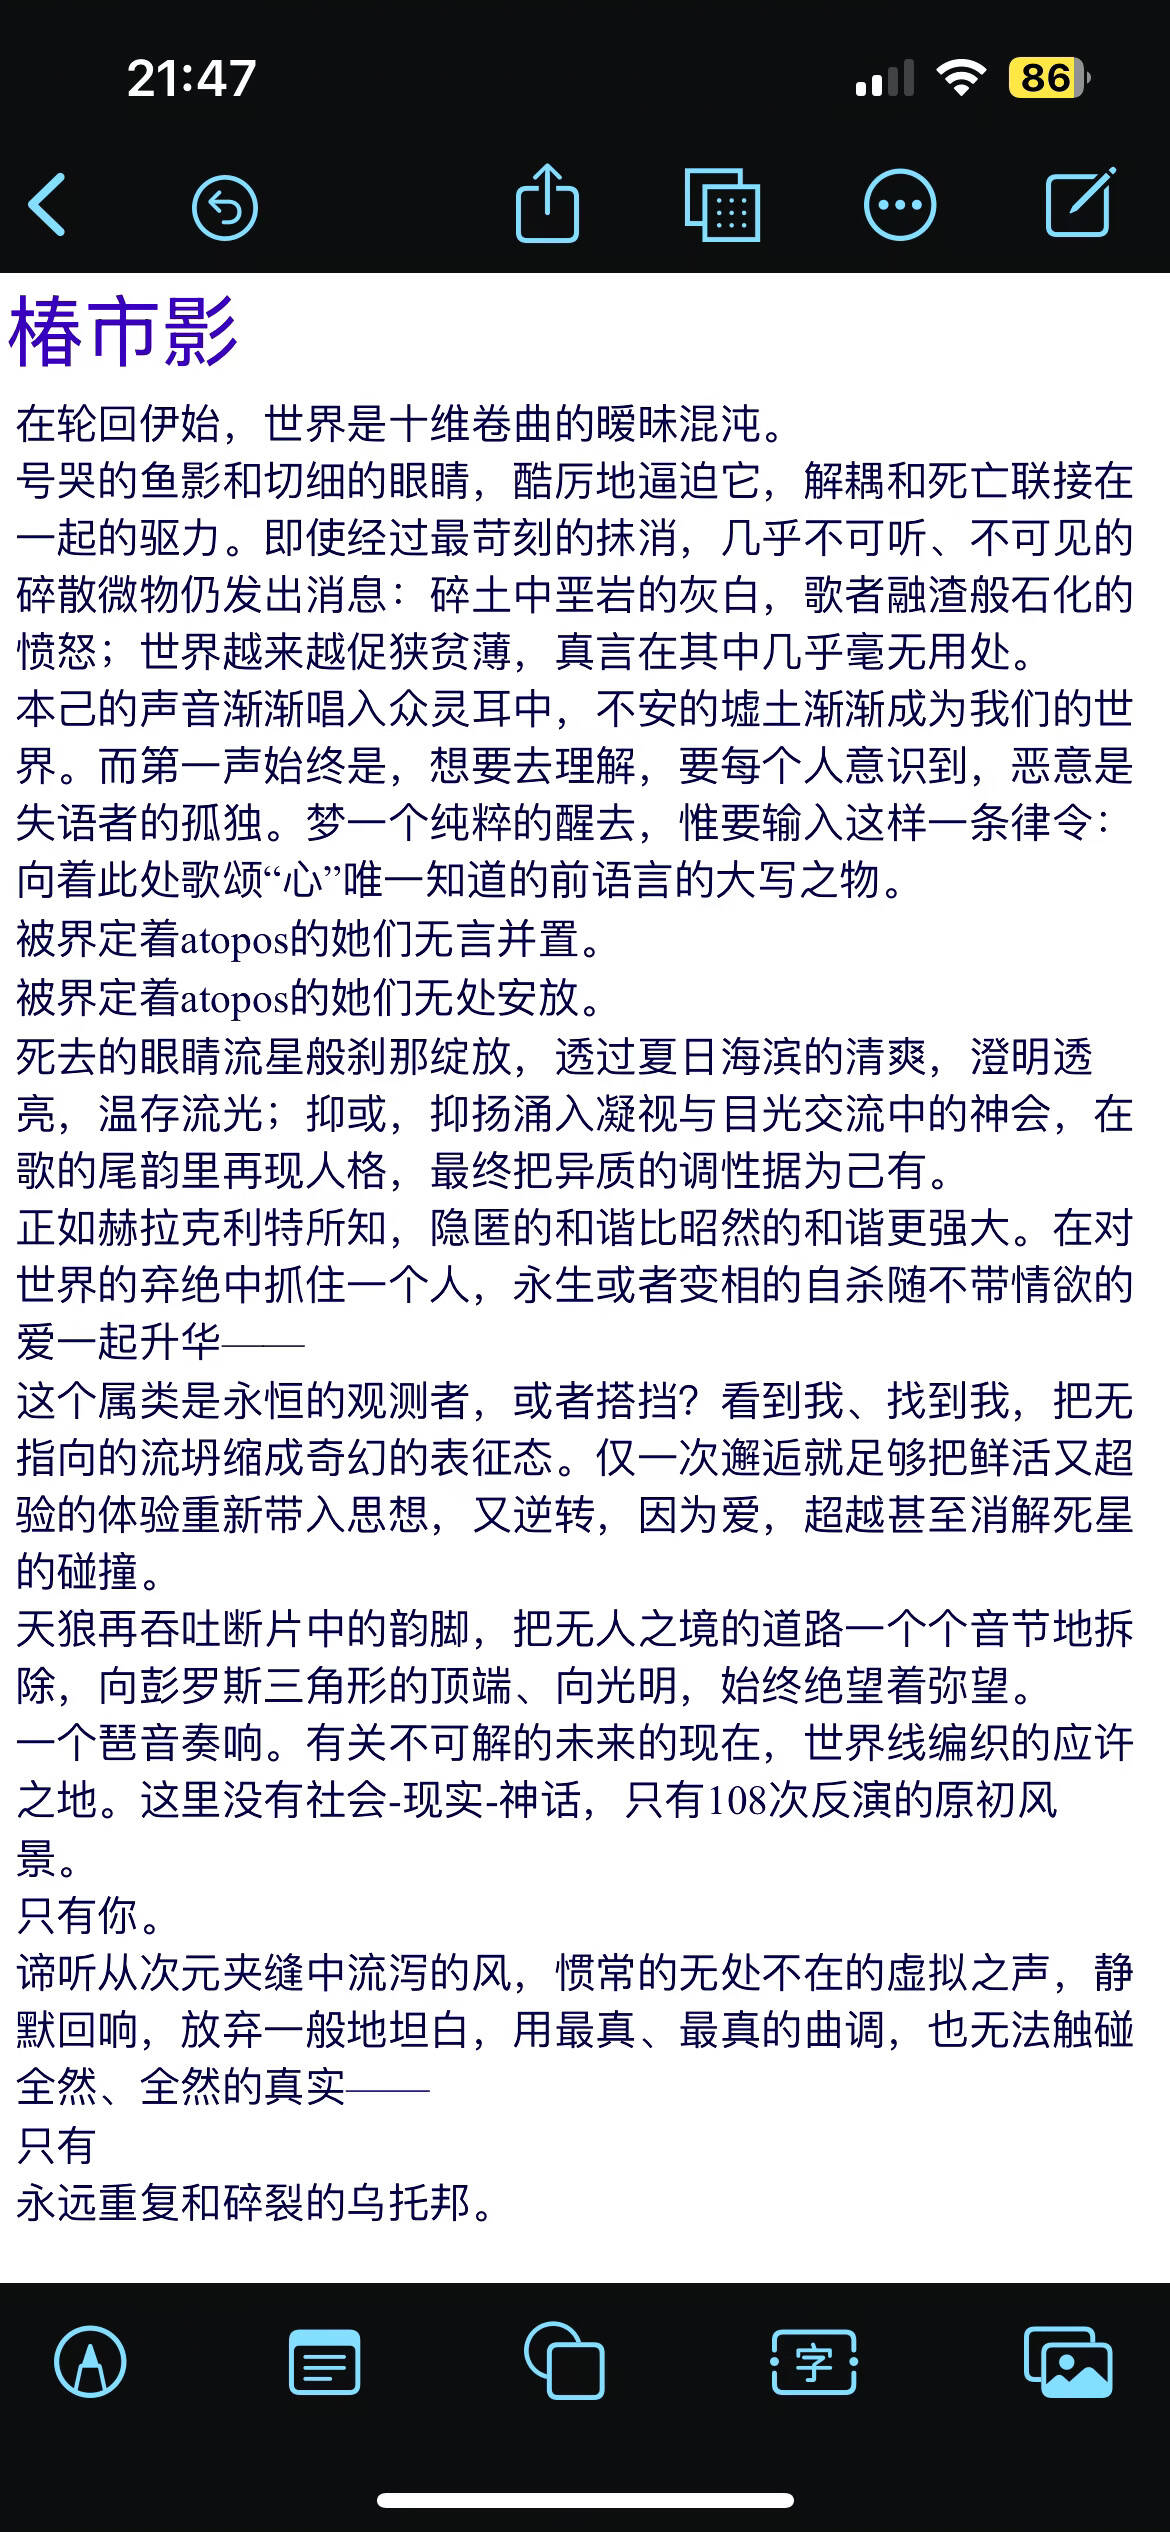 21:47
86
椿市影
在轮回伊始，世界是十维卷曲的暧昧混沌。
号哭的鱼影和切细的眼睛，酷厉地逼迫它，解耦和死亡联接在
一起的驱力。即使经过最苛刻的抹消，几乎不可听、不可见的
碎散微物仍发出消息：碎土中垩岩的灰白，歌者融渣般石化的
愤怒；世界越来越促狭贫薄，真言在其中几乎毫无用处。
本己的声音渐渐唱入众灵耳中，不安的墟土渐渐成为我们的世
界。而第一声始终是，想要去理解，要每个人意识到，恶意是
失语者的孤独。梦一个纯粹的醒去，惟要输入这样一条律令：
向着此处歌颂“心”唯一知道的前语言的大写之物。
被界定着atopos的她们无言并置。
被界定着atopos的她们无处安放。
死去的眼睛流星般刹那绽放，透过夏日海滨的清爽，澄明透
亮，温存流光；抑或，抑扬涌入凝视与目光交流中的神会，在
歌的尾韵里再现人格，最终把异质的调性据为己有。
正如赫拉克利特所知，隐匿的和谐比昭然的和谐更强大。在对
世界的弃绝中抓住一个人，永生或者变相的自杀随不带情欲的
爱一起升华——
这个属类是永恒的观测者，或者搭挡？看到我、找到我，把无
指向的流坍缩成奇幻的表征态。仅一次邂逅就足够把鲜活又超
验的体验重新带入思想，又逆转，因为爱，超越甚至消解死星
的碰撞。
天狼再吞吐断片中的韵脚，把无人之境的道路一个个音节地拆
除，向彭罗斯三角形的顶端、向光明，始终绝望着弥望。
一个琶音奏响。有关不可解的未来的现在，世界线编织的应许
之地。这里没有社会-现实-神话，只有108次反演的原初风
景。
只有你。
谛听从次元夹缝中流泻的风，惯常的无处不在的虚拟之声，静
默回响，放弃一般地坦白，用最真、最真的曲调，也无法触碰
全然、全然的真实——
只有
永远重复和碎裂的乌托邦。
字